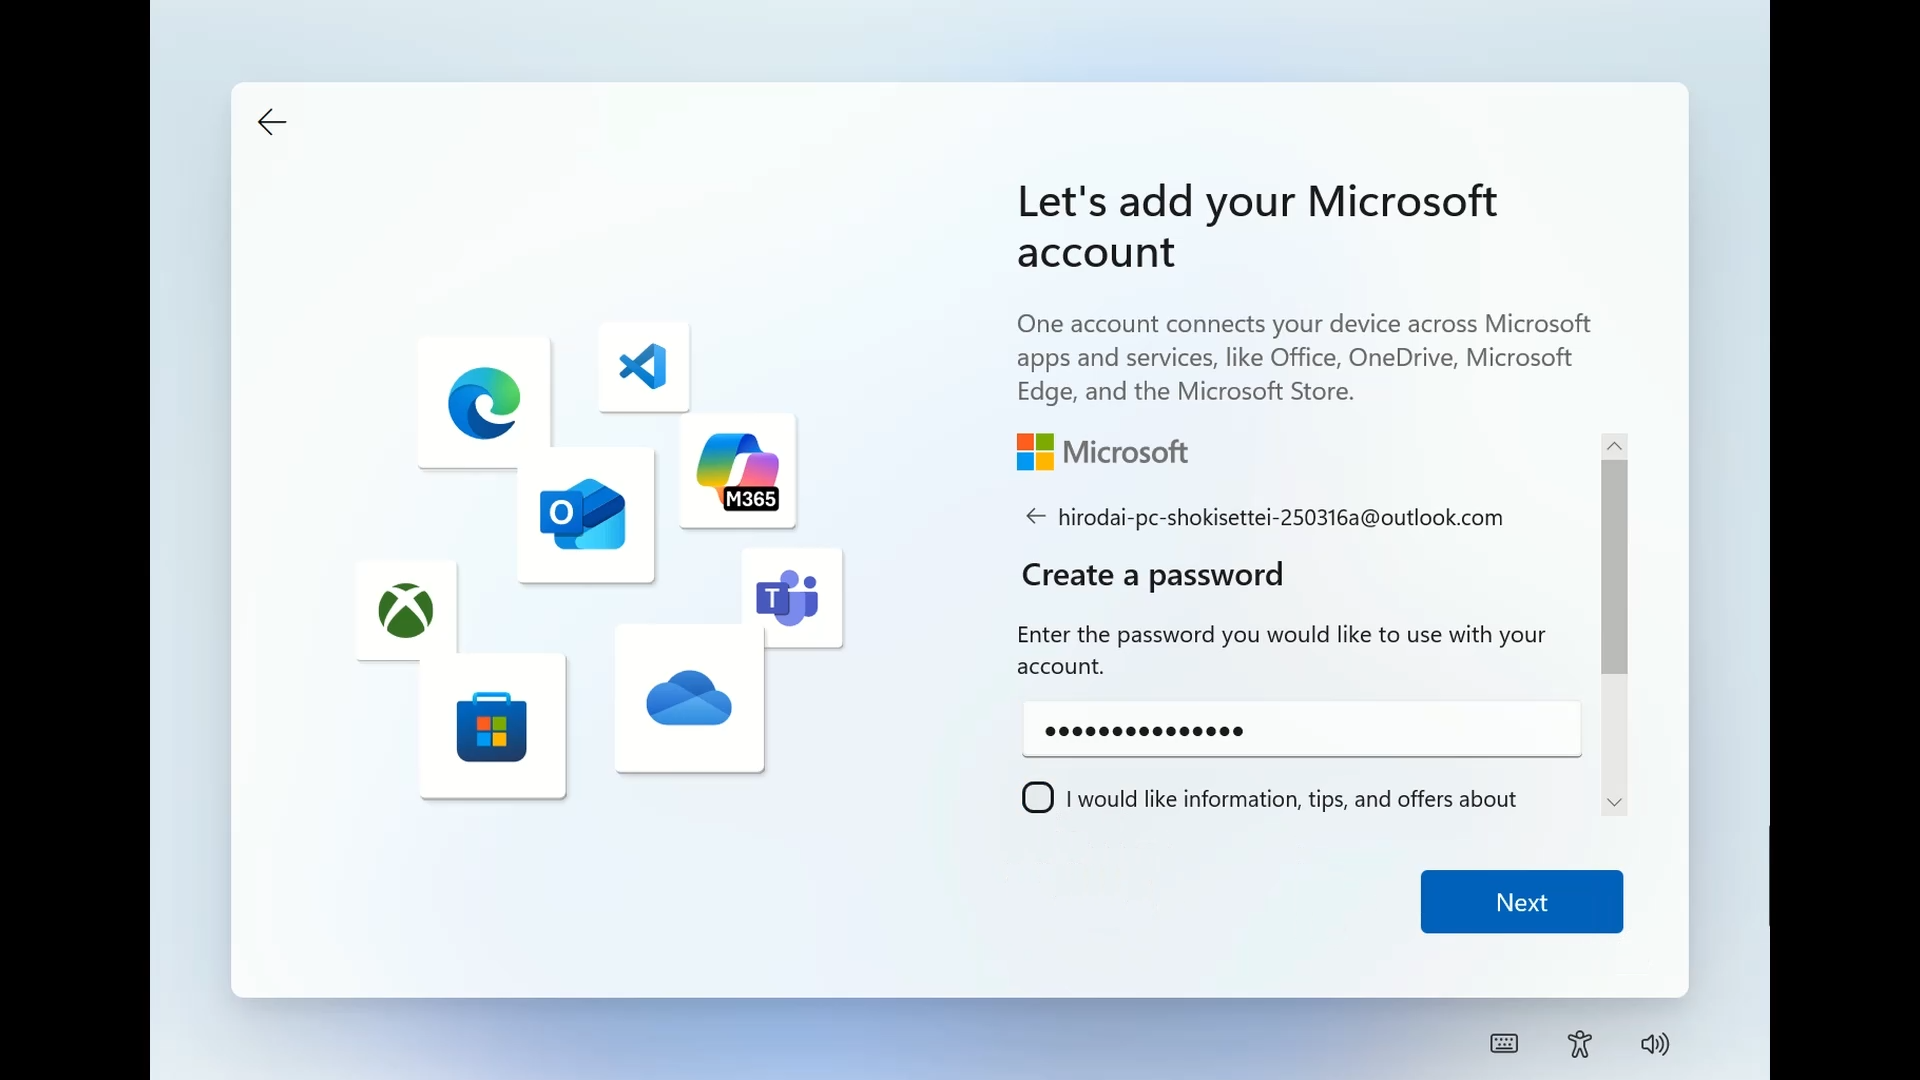 Let's add your Microsoft
account
One account connects your device across Microsoft
apps and services, like Office, OneDrive, Microsoft
Edge, and the Microsoft Store.
Microsoft
hirodai-pc-shokisettei-250316a@outlook.com
Create a password
Enter the password you would like to use with your
account.
I would like information, tips, and offers about
Next
M365
O
T